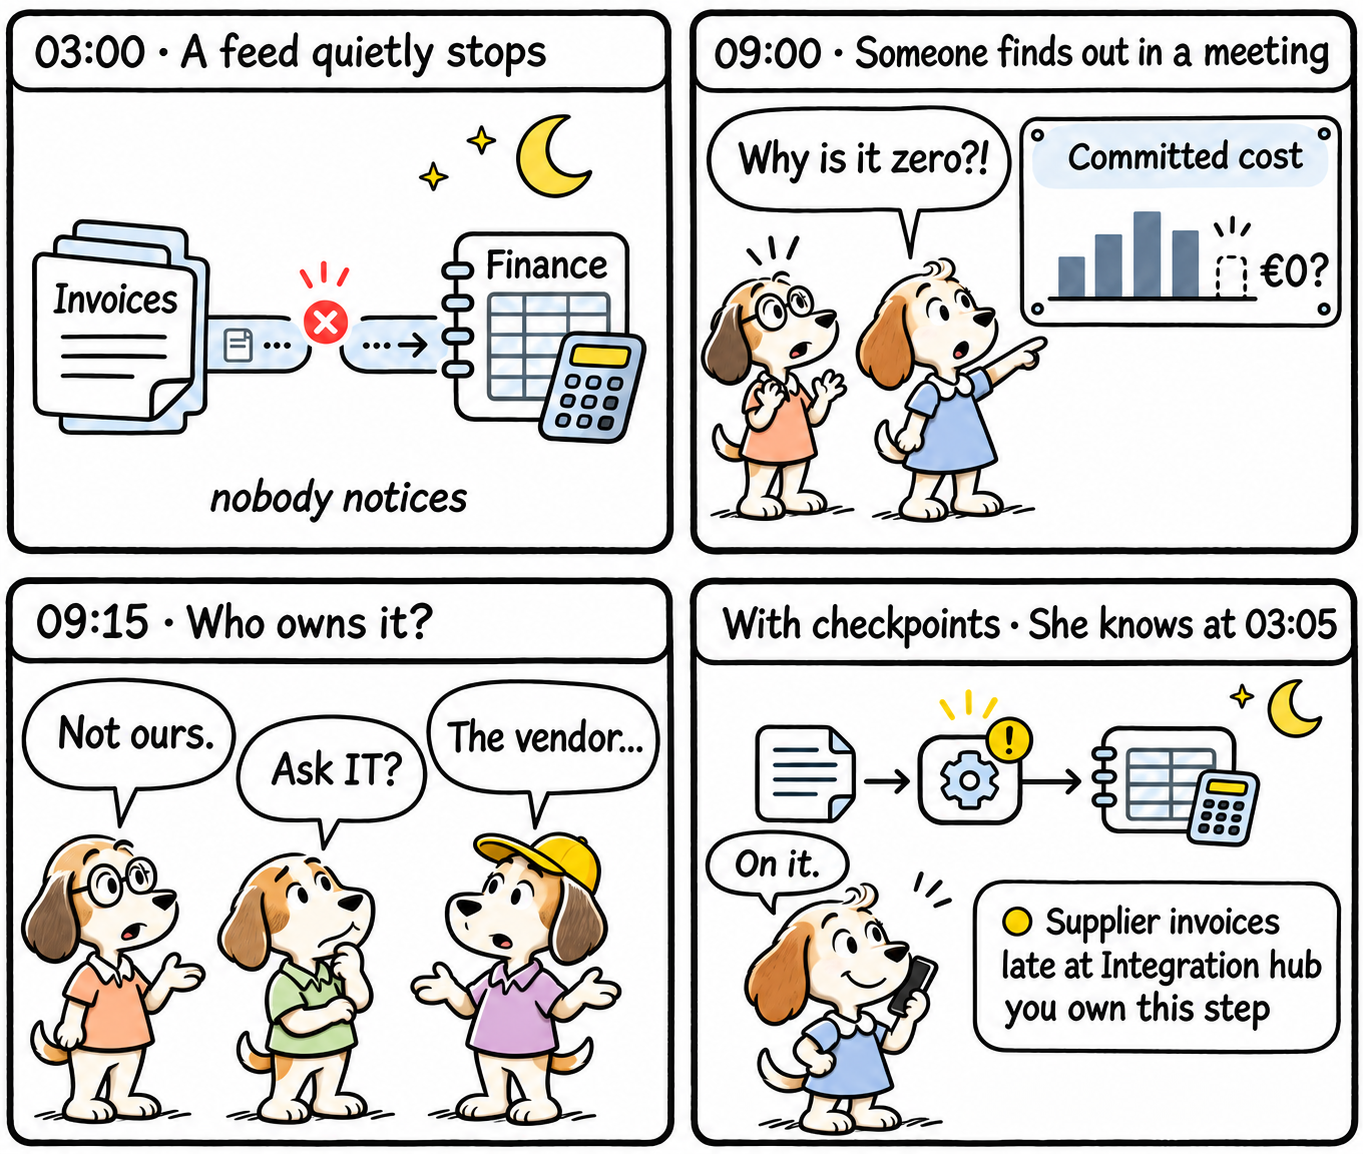 03:00 · A feed quietly stops
Invoices
Finance
nobody notices
09:00 · Someone finds out in a meeting
Why is it zero?!
Committed cost
€0?
09:15 · Who owns it?
Not ours.
Ask IT?
The vendor...
With checkpoints · She knows at 03:05
!
On it.
Supplier invoices
late at Integration hub
you own this step